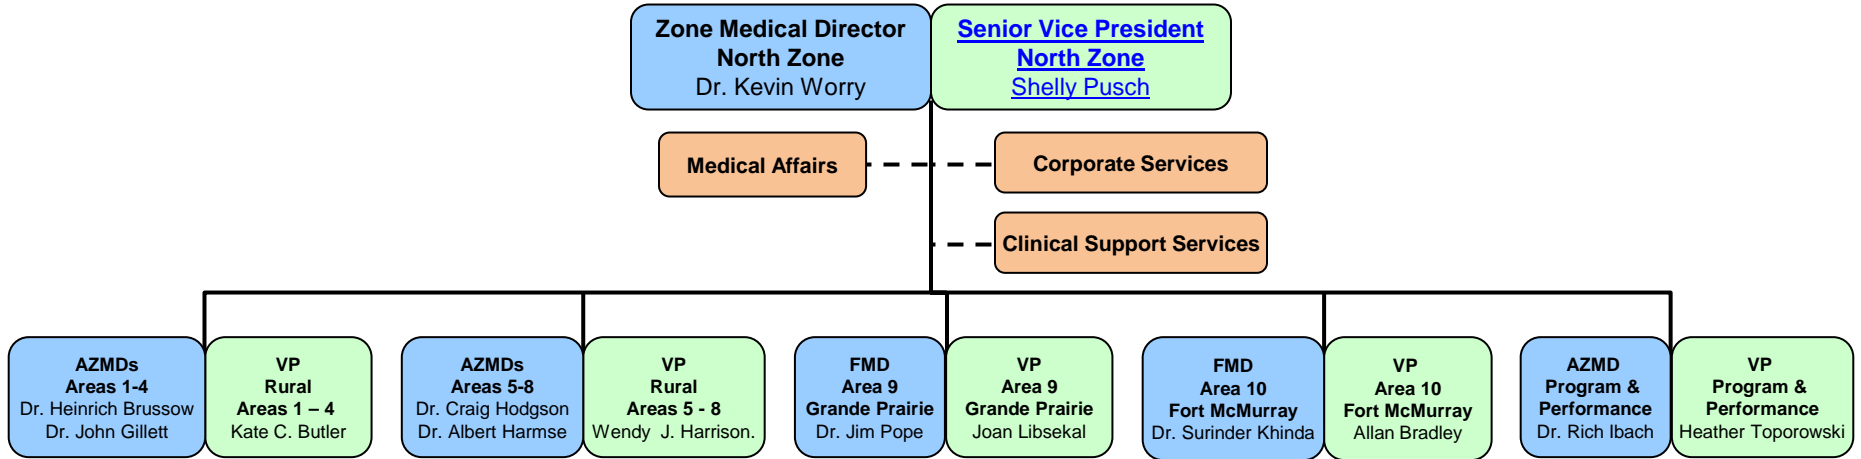 Zone Medical Director
North Zone
Dr. Kevin Worry
Senior Vice President
North Zone
Shelly Pusch
Medical Affairs
Corporate Services
Clinical Support Services
AZMDs
Areas 1-4
Dr. Heinrich Brussow
Dr. John Gillett
VP
Rural
Areas 1 – 4
Kate C. Butler
AZMDs
Areas 5-8
Dr. Craig Hodgson
Dr. Albert Harmse
VP
Rural
Areas 5 - 8
Wendy J. Harrison.
FMD
Area 9
Grande Prairie
Dr. Jim Pope
VP
Area 9
Grande Prairie
Joan Libsekal
FMD
Area 10
Fort McMurray
Dr. Surinder Khinda
VP
Area 10
Fort McMurray
Allan Bradley
AZMD
Program &
Performance
Dr. Rich Ibach
VP
Program &
Performance
Heather Toporowski